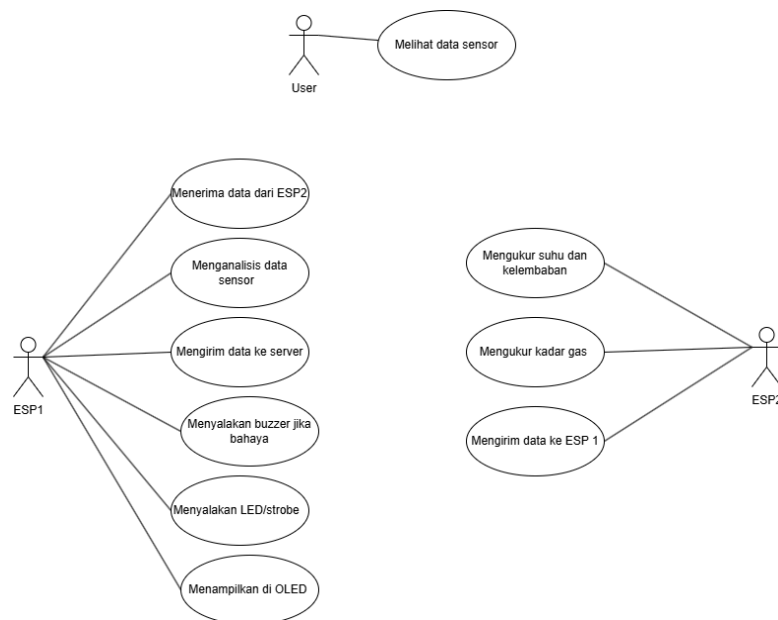 Melihat data sensor
User
Menerima data dari ESP2
Menganalisis data
sensor
Mengukur suhu dan
kelembaban
Mengirim data ke server
Mengukur kadar gas
ESP1
ESP2
Menyalakan buzzer jika
bahaya
Mengirim data ke ESP 1
Menyalakan LED/strobe
Menampilkan di OLED